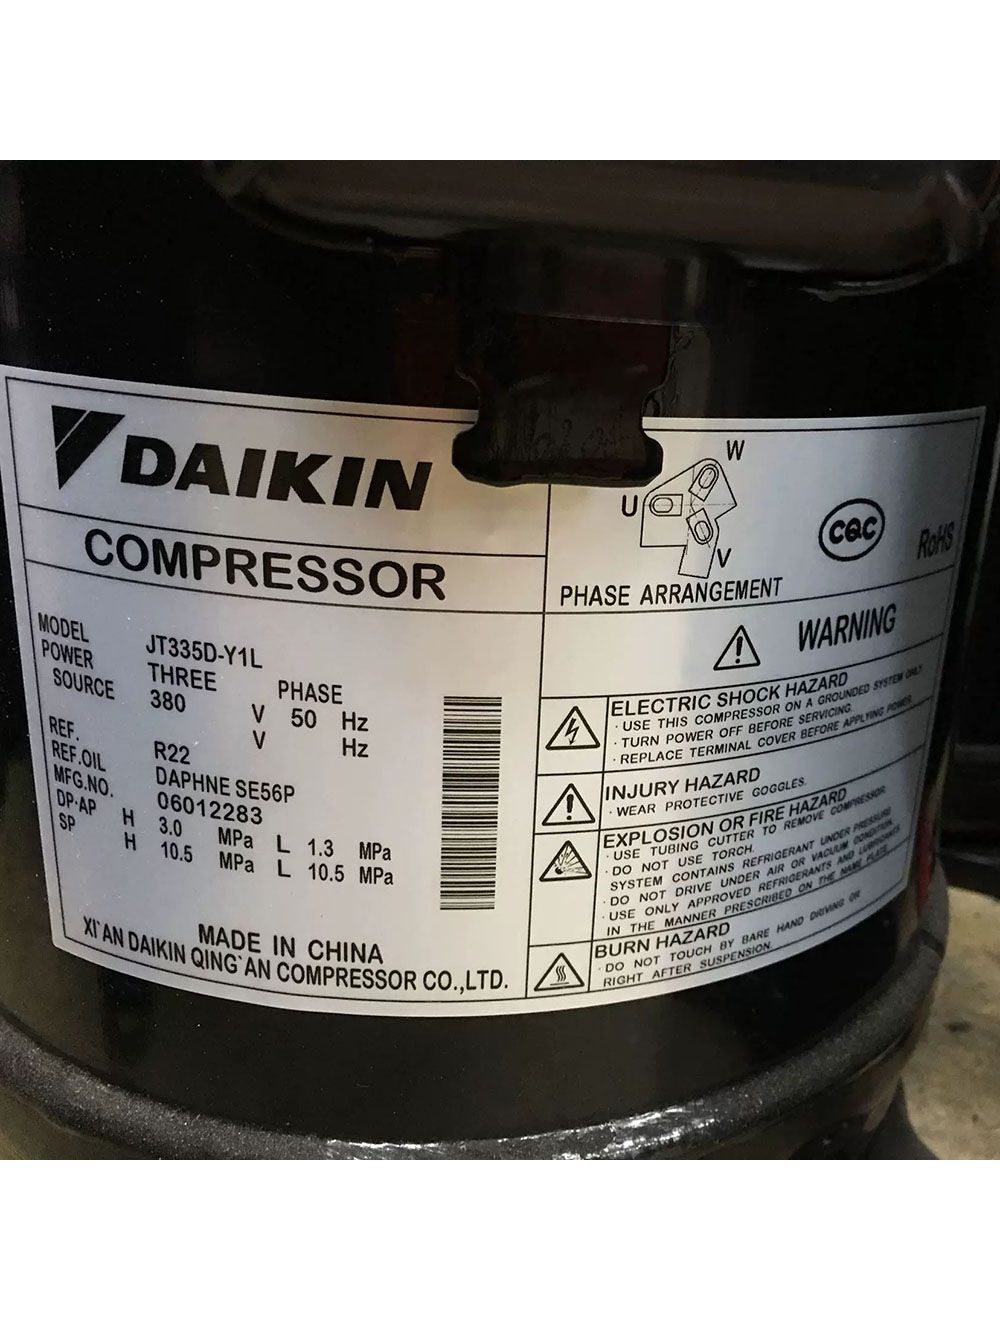 DAIKIN
COMPRESSOR
MODEL JT335D-Y1L
POWER THREE PHASE
SOURCE 380 V 50 Hz
V Hz
REF. R22
REF.OIL DAPHNE SE56P
MFG.NO. 06012283
DP·AP H 3.0 MPa L 1.3 MPa
SP H 10.5 MPa L 10.5 MPa
MADE IN CHINA
XI`AN DAIKIN QING`AN COMPRESSOR CO.,LTD.
W
U
V
PHASE ARRANGEMENT
CQC
RoHS
WARNING
ELECTRIC SHOCK HAZARD
· USE THIS COMPRESSOR ON A GROUNDED SYSTEM ONLY.
· TURN POWER OFF BEFORE SERVICING.
· REPLACE TERMINAL COVER BEFORE APPLYING POWER.
INJURY HAZARD
· WEAR PROTECTIVE GOGGLES.
EXPLOSION OR FIRE HAZARD
· USE TUBING CUTTER TO REMOVE COMPRESSOR.
· DO NOT USE TORCH.
SYSTEM CONTAINS REFRIGERANT UNDER PRESSURE
· DO NOT DRIVE UNDER AIR OR VACUUM CONDITION.
· USE ONLY APPROVED REFRIGERANTS AND LUBRICANTS
IN THE MANNER PRESCRIBED ON THE NAME PLATE.
BURN HAZARD
· DO NOT TOUCH BY BARE HAND DRIVING OR
RIGHT AFTER SUSPENSION.